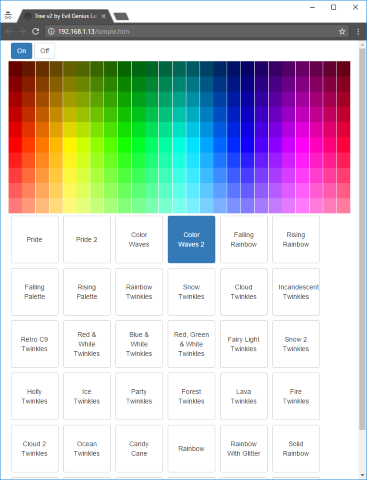 Tree v2 by Evil Genius La
192.168.1.13/simple.htm
On
Off
Pride
Pride 2
Color
Waves
Color
Waves 2
Falling
Rainbow
Rising
Rainbow
Falling
Palette
Rising
Palette
Rainbow
Twinkles
Snow
Twinkles
Cloud
Twinkles
Incandescent
Twinkles
Retro C9
Twinkles
Red &
White
Twinkles
Blue &
White
Twinkles
Red, Green
& White
Twinkles
Fairy Light
Twinkles
Snow 2
Twinkles
Holly
Twinkles
Ice
Twinkles
Party
Twinkles
Forest
Twinkles
Lava
Twinkles
Fire
Twinkles
Cloud 2
Twinkles
Ocean
Twinkles
Candy
Cane
Rainbow
Rainbow
With Glitter
Solid
Rainbow